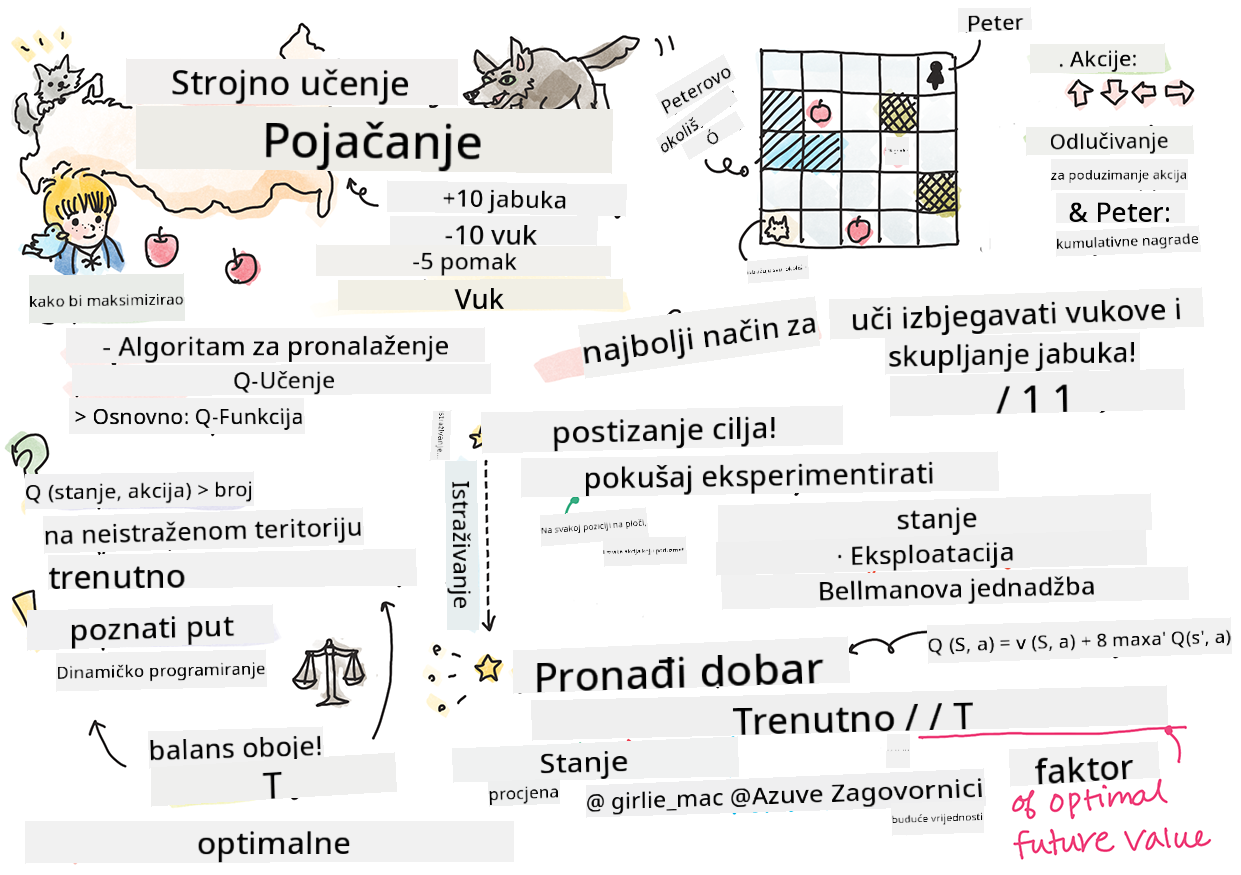 Strojno učenje
Pojačanje
+10 jabuka
-10 vuk
-5 pomak
Vuk
kako bi maksimizirao
Peter
Peterovo
okoliš.
Ó
. Akcije:
Odlučivanje
za poduzimanje akcija
& Peter:
kumulativne nagrade
- Algoritam za pronalaženje
Q-Učenje
> Osnovno: Q-Funkcija
najbolji način za
uči izbjegavati vukove i
skupljanje jabuka!
/ 1 1
postizanje cilja!
pokušaj eksperimentirati
Q (stanje, akcija) > broj
na neistraženom teritoriju
trenutno
poznati put
Dinamičko programiranje
balans oboje!
T
optimalne
Istraživanje
Na svakoj poziciji na ploči,
stanje
· Eksploatacija
Bellmanova jednadžba
Q (S, a) = v (S, a) + 8 maxa' Q(s', a)
Pronađi dobar
Trenutno / / T
Stanje
procjena
@ girlie_mac @Azuve Zagovornici
buduće vrijednosti
faktor
of optimal
future value